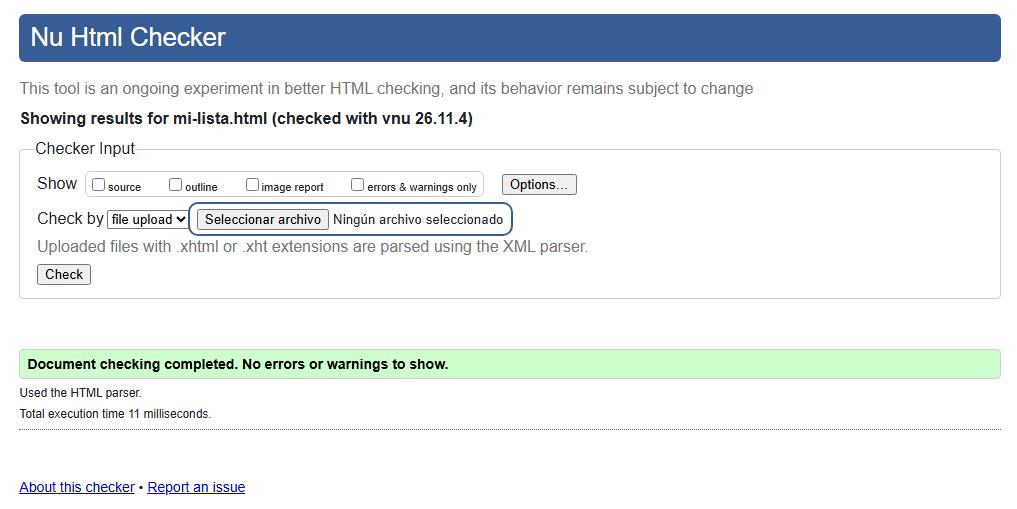 Nu Html Checker
This tool is an ongoing experiment in better HTML checking, and its behavior remains subject to change
Showing results for mi-lista.html (checked with vnu 26.11.4)
Checker Input
Show source outline image report errors & warnings only Options...
Check by file upload Seleccionar archivo Ningún archivo seleccionado
Uploaded files with .xhtml or .xht extensions are parsed using the XML parser.
Check
Document checking completed. No errors or warnings to show.
Used the HTML parser.
Total execution time 11 milliseconds.
About this checker • Report an issue